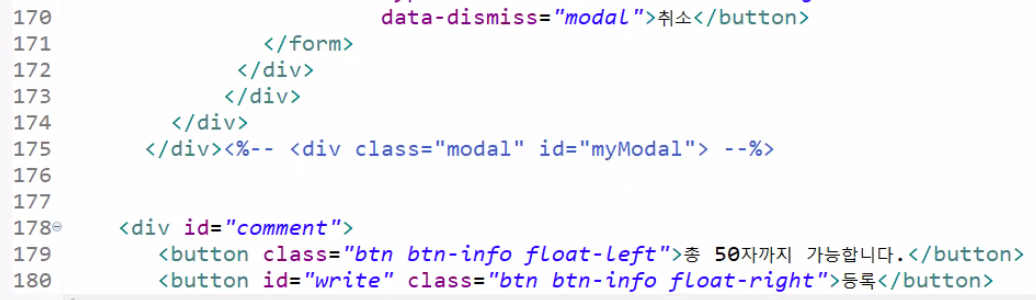 170 data-dismiss="modal">취소</button>
171 </form>
172 </div>
173 </div>
174 </div>
175 </div><%-- <div class="modal" id="myModal"> --%>
176
177
178 <div id="comment">
179 <button class="btn btn-info float-left">총 50자까지 가능합니다.</button>
180 <button id="write" class="btn btn-info float-right">등록</button>